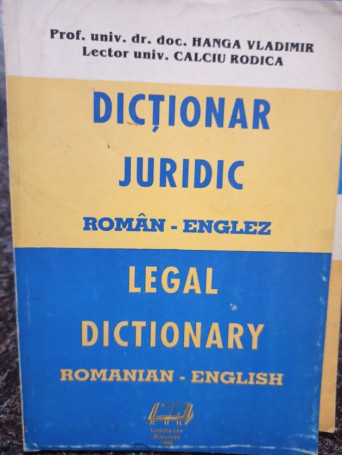 Prof. univ. dr. doc. HANGA VLADIMIR
Lector univ. CALCIU RODICA
DICȚIONAR
JURIDIC
ROMÂN - ENGLEZ
LEGAL
DICTIONARY
ROMANIAN - ENGLISH